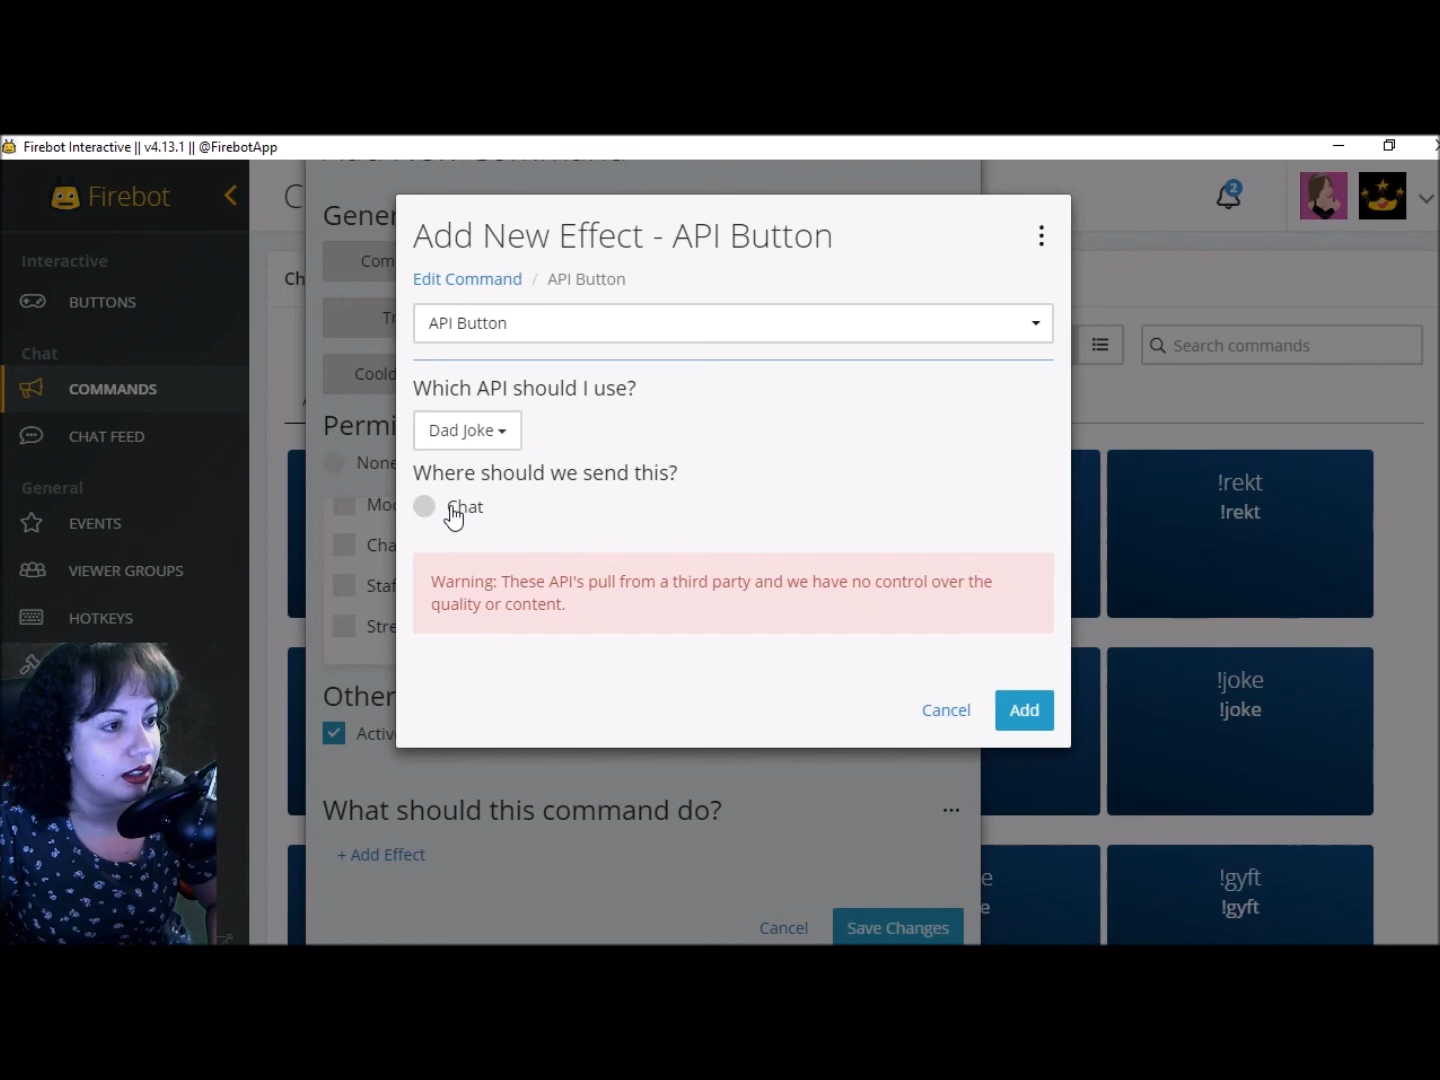 Firebot Interactive || v4.13.1 || @FirebotApp
Firebot
Interactive
BUTTONS
Chat
COMMANDS
CHAT FEED
General
EVENTS
VIEWER GROUPS
HOTKEYS
Add New Effect - API Button
Edit Command / API Button
API Button
Which API should I use?
Dad Joke
Where should we send this?
Chat
Warning: These API's pull from a third party and we have no control over the
quality or content.
Cancel
Add
None
Other
What should this command do?
+ Add Effect
Cancel
Save Changes
2
Search commands
!rekt
!rekt
!joke
!joke
!gyft
!gyft